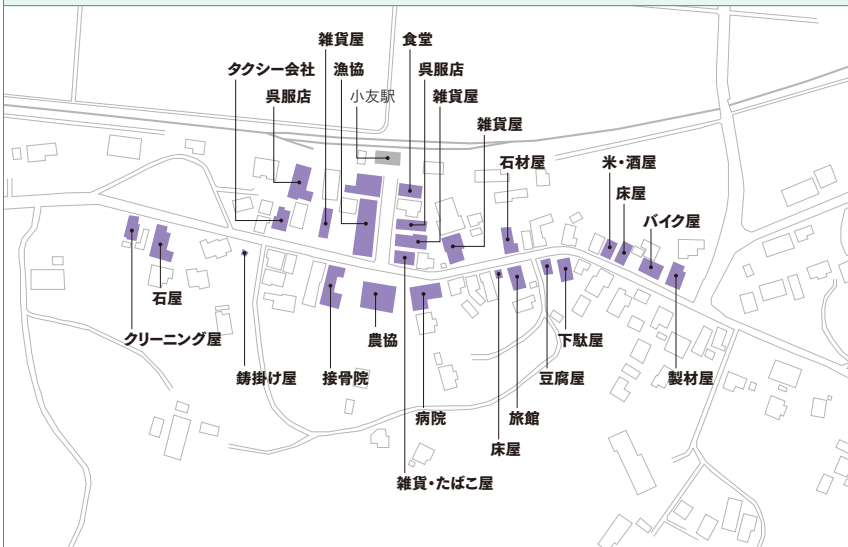 雑貨屋
食堂
タクシー会社
漁協
呉服店
呉服店
小友駅
雑貨屋
雑貨屋
石材屋
米・酒屋
床屋
バイク屋
石屋
クリーニング屋
農協
下駄屋
鋳掛け屋
接骨院
豆腐屋
製材屋
病院
旅館
床屋
雑貨・たばこ屋